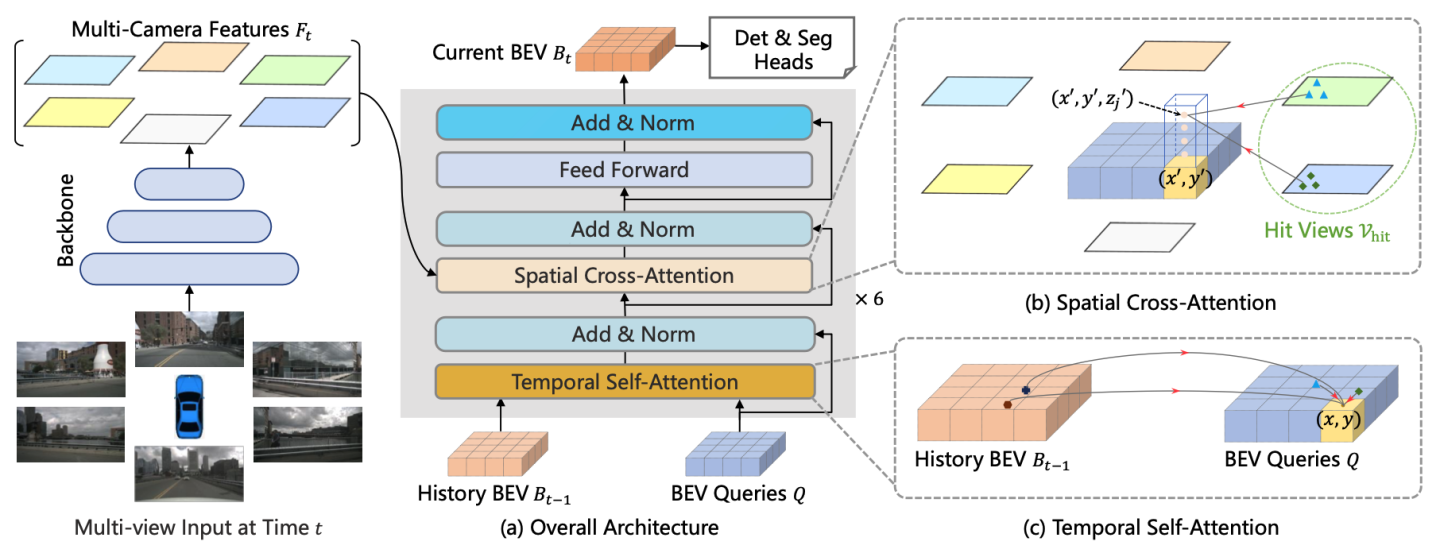 Multi-Camera Features $F_t$
Backbone
Multi-view Input at Time $t$
Current BEV $B_t$
Det & Seg
Heads
Add & Norm
Feed Forward
Add & Norm
Spatial Cross-Attention
Add & Norm
Temporal Self-Attention
× 6
History BEV $B_{t-1}$
BEV Queries $Q$
(a) Overall Architecture
$(x', y', z_j')$
$(x', y')$
Hit Views $\mathcal{V}_{\text{hit}}$
(b) Spatial Cross-Attention
$(x, y)$
History BEV $B_{t-1}$
BEV Queries $Q$
(c) Temporal Self-Attention